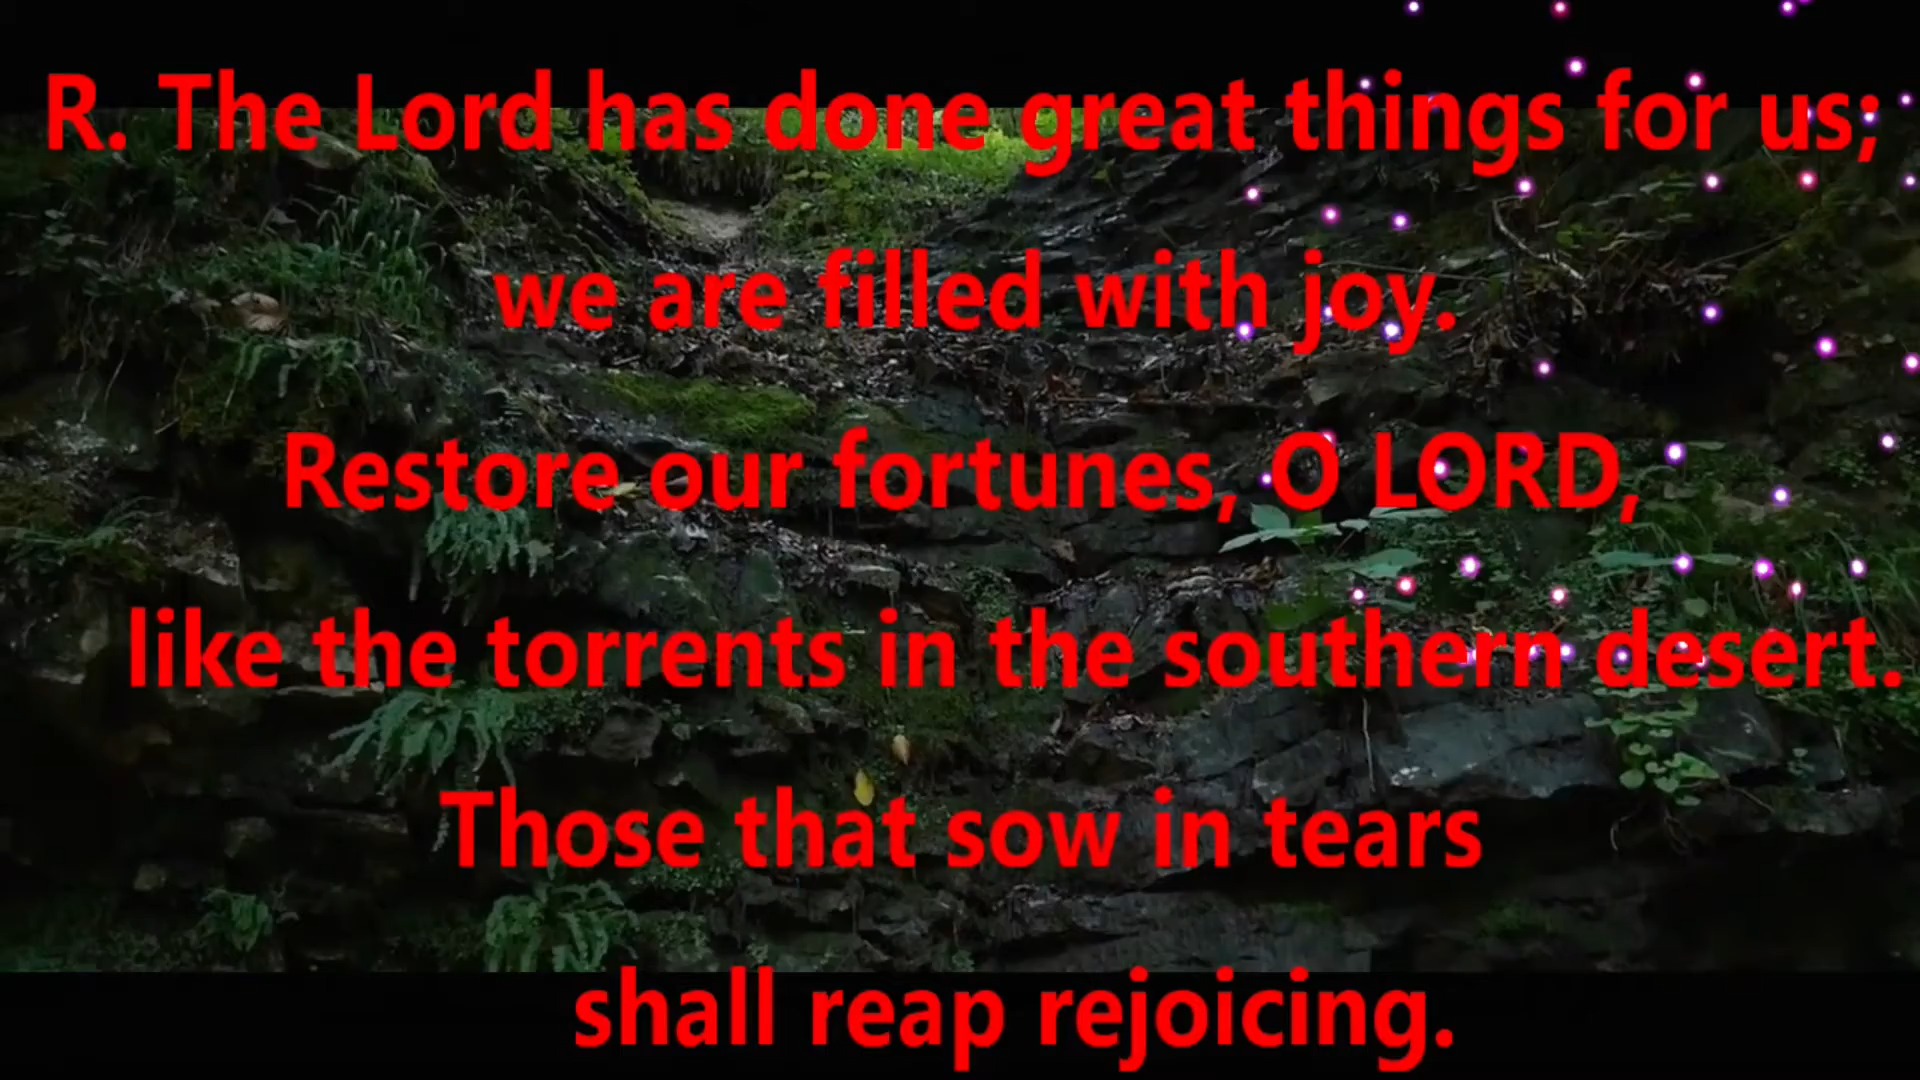 R. The Lord has done great things for us;
we are filled with joy.
Restore our fortunes, O LORD,
like the torrents in the southern desert.
Those that sow in tears
shall reap rejoicing.